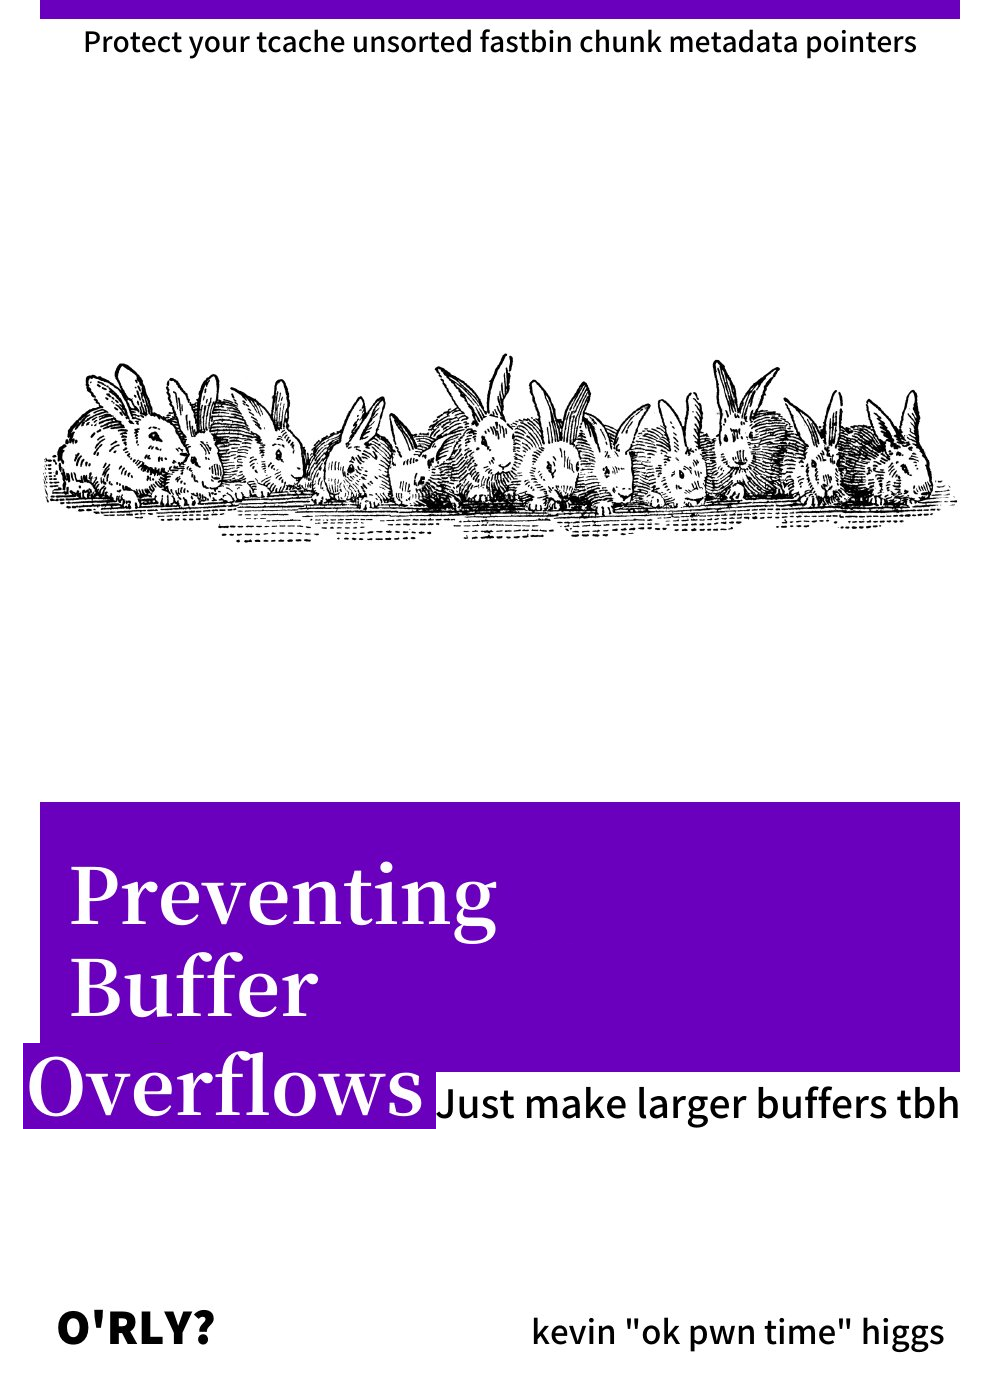 Protect your tcache unsorted fastbin chunk metadata pointers
Preventing
Buffer
Overflows
Just make larger buffers tbh
O'RLY?
kevin "ok pwn time" higgs